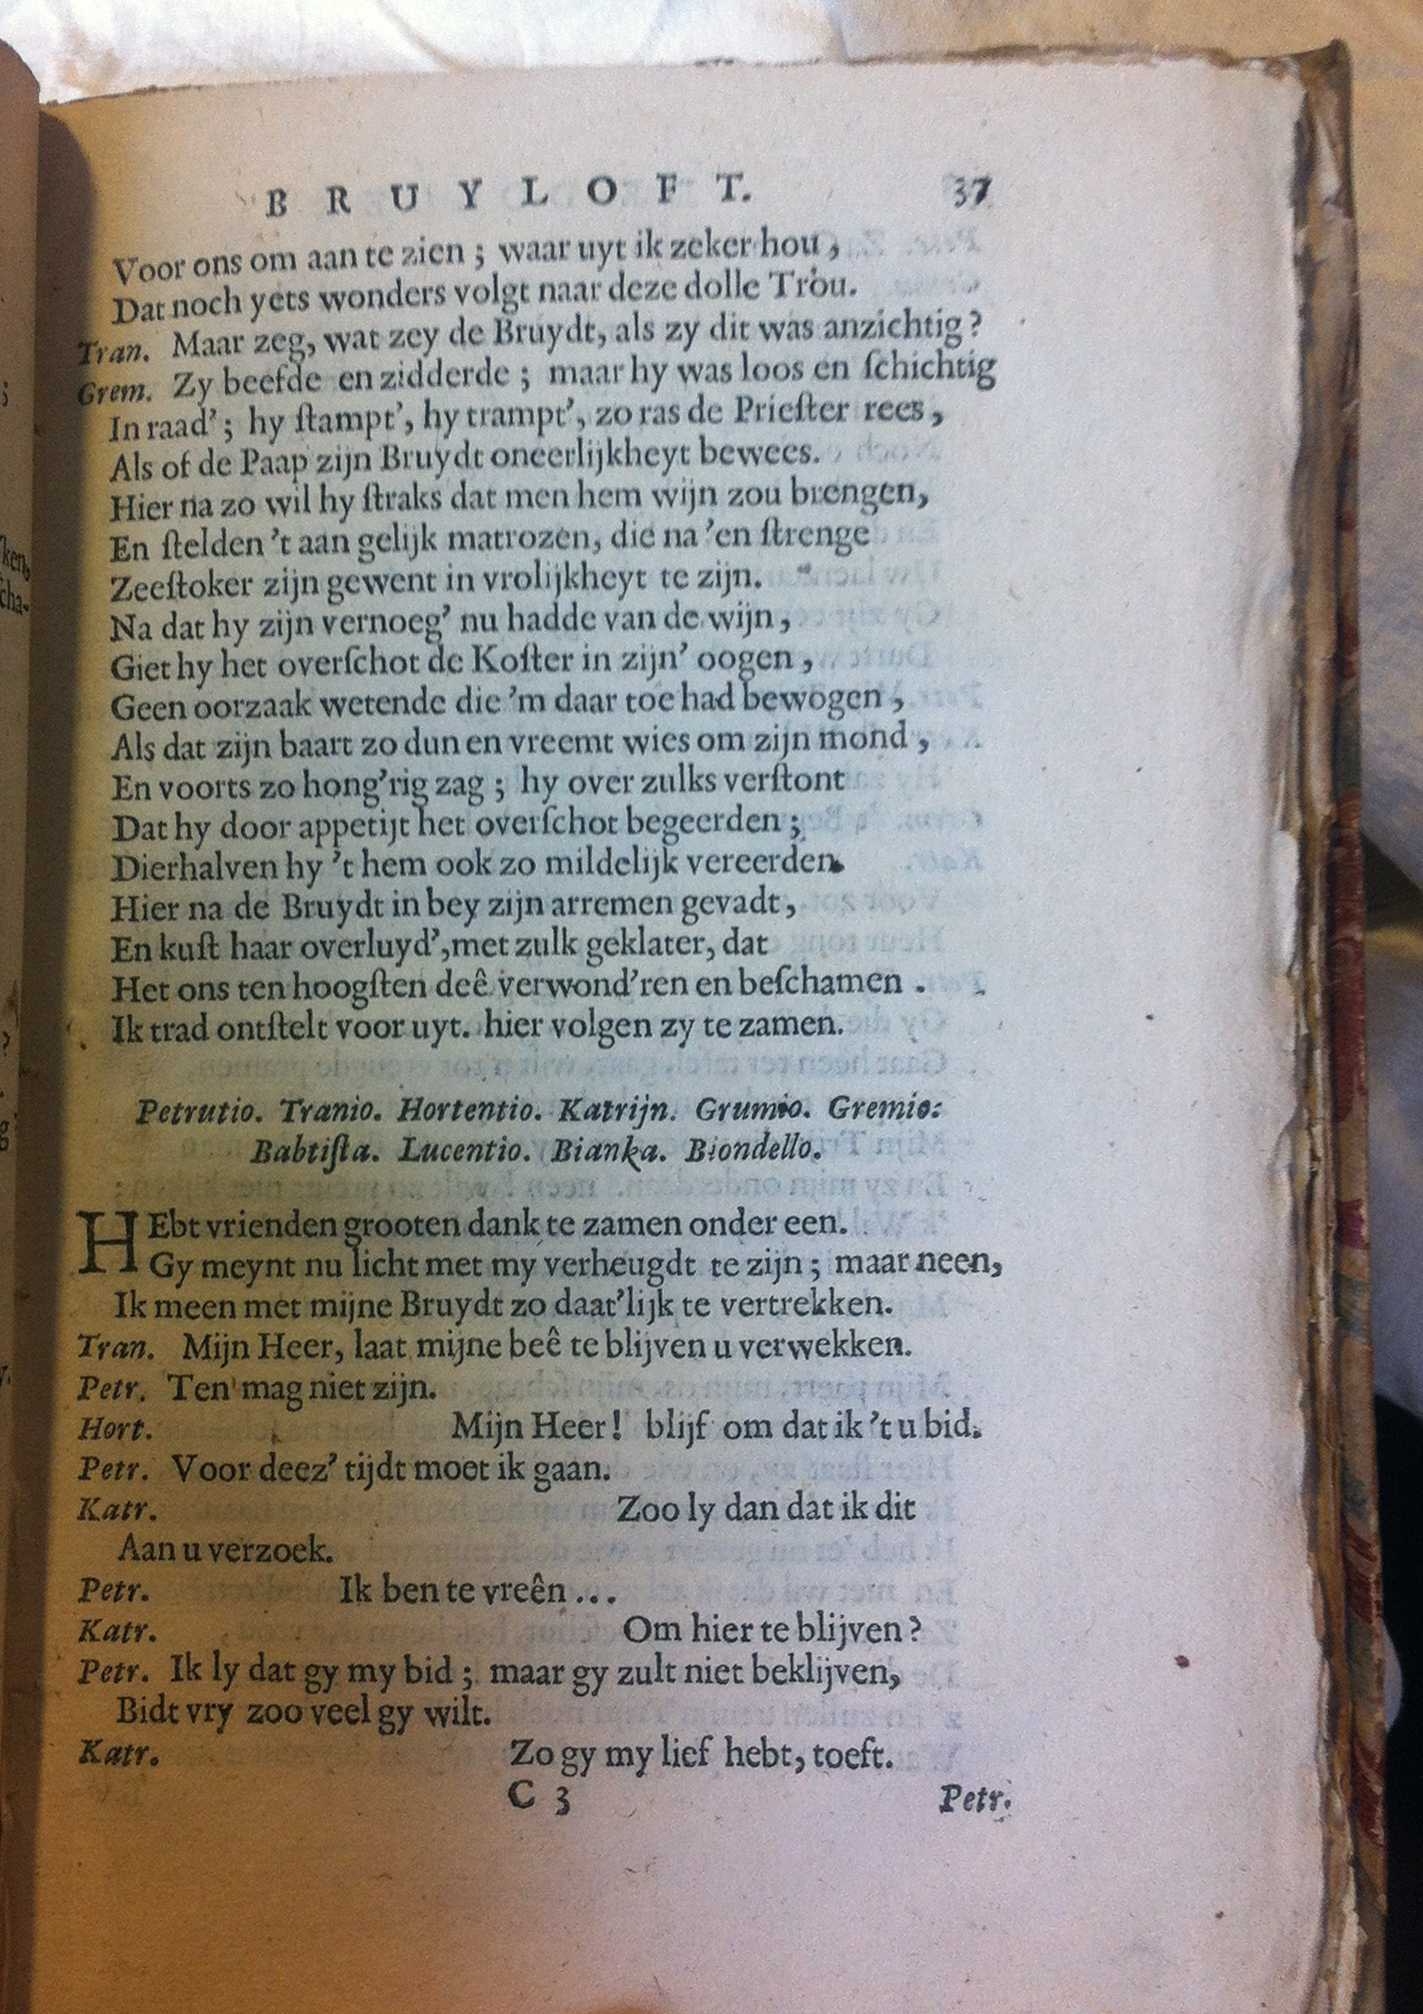 BRUYLOFT. 37
Voor ons om aan te zien ; waar uyt ik zeker hou ,
Dat noch yets wonders volgt naar deze dolle Trou.
Tran. Maar zeg, wat zey de Bruydt, als zy dit was anzichtig ?
Grem. Zy beefde en zidderde ; maar hy was loos en ſchichtig
In raad' ; hy ſtampt', hy trampt', zo ras de Prieſter rees ,
Als of de Paap zijn Bruydt oneerlijkheyt bewees.
Hier na zo wil hy ſtraks dat men hem wijn zou brengen,
En ſtelden 't aan gelijk matrozen, die na 'en ſtrenge
Zeeſtoker zijn gewent in vrolijkheyt te zijn.
Na dat hy zijn vernoeg' nu hadde van de wijn ,
Giet hy het overſchot de Koſter in zijn' oogen ,
Geen oorzaak wetende die 'm daar toe had bewogen ,
Als dat zijn baart zo dun en vreemt wies om zijn mond ,
En voorts zo hong'rig zag ; hy over zulks verſtont
Dat hy door appetijt het overſchot begeerden ;
Dierhalven hy 't hem ook zo mildelijk vereerden.
Hier na de Bruydt in bey zijn arremen gevadt,
En kuſt haar overluyd', met zulk geklater, dat
Het ons ten hoogſten deê verwond'ren en beſchamen .
Ik trad ontſtelt voor uyt. hier volgen zy te zamen.
Petrutio. Tranio. Hortentio. Katrijn. Grumio. Gremio:
Babtiſta. Lucentio. Bianka. Biondello.
HEbt vrienden grooten dank te zamen onder een.
Gy meynt nu licht met my verheugdt te zijn ; maar neen,
Ik meen met mijne Bruydt zo daat'lijk te vertrekken.
Tran. Mijn Heer, laat mijne beê te blijven u verwekken.
Petr. Ten mag niet zijn.
Hort. Mijn Heer ! blijf om dat ik 't u bid.
Petr. Voor deez' tijdt moet ik gaan.
Katr. Zoo ly dan dat ik dit
Aan u verzoek.
Petr. Ik ben te vreên ...
Katr. Om hier te blijven ?
Petr. Ik ly dat gy my bid ; maar gy zult niet beklijven,
Bidt vry zoo veel gy wilt.
Katr. Zo gy my lief hebt, toeft.
C 3 Petr.